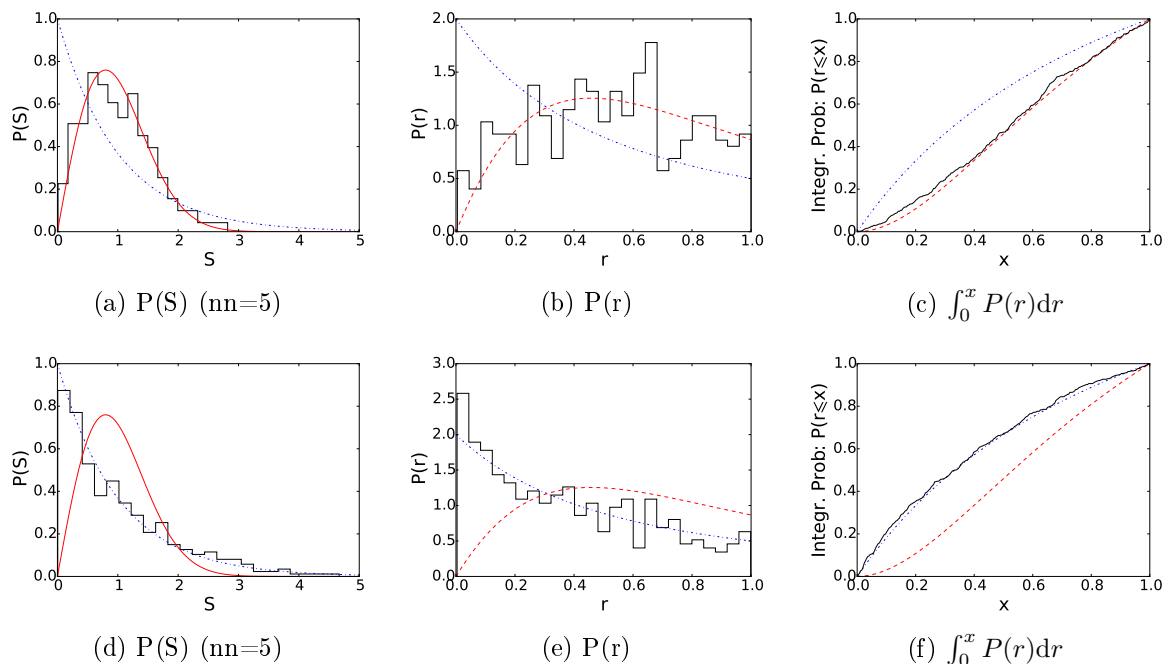 1.0
0.8
0.6
0.4
0.2
0.0
P(S)
0 1 2 3 4 5
S
(a) P(S) (nn=5)
2.0
1.5
1.0
0.5
0.0
P(r)
0.0 0.2 0.4 0.6 0.8 1.0
r
(b) P(r)
1.0
0.8
0.6
0.4
0.2
0.0
Integr. Prob: P(r⩽x)
0.0 0.2 0.4 0.6 0.8 1.0
x
(c) ∫₀ˣ P(r)dr
1.0
0.8
0.6
0.4
0.2
0.0
P(S)
0 1 2 3 4 5
S
(d) P(S) (nn=5)
3.0
2.5
2.0
1.5
1.0
0.5
0.0
P(r)
0.0 0.2 0.4 0.6 0.8 1.0
r
(e) P(r)
1.0
0.8
0.6
0.4
0.2
0.0
Integr. Prob: P(r⩽x)
0.0 0.2 0.4 0.6 0.8 1.0
x
(f) ∫₀ˣ P(r)dr